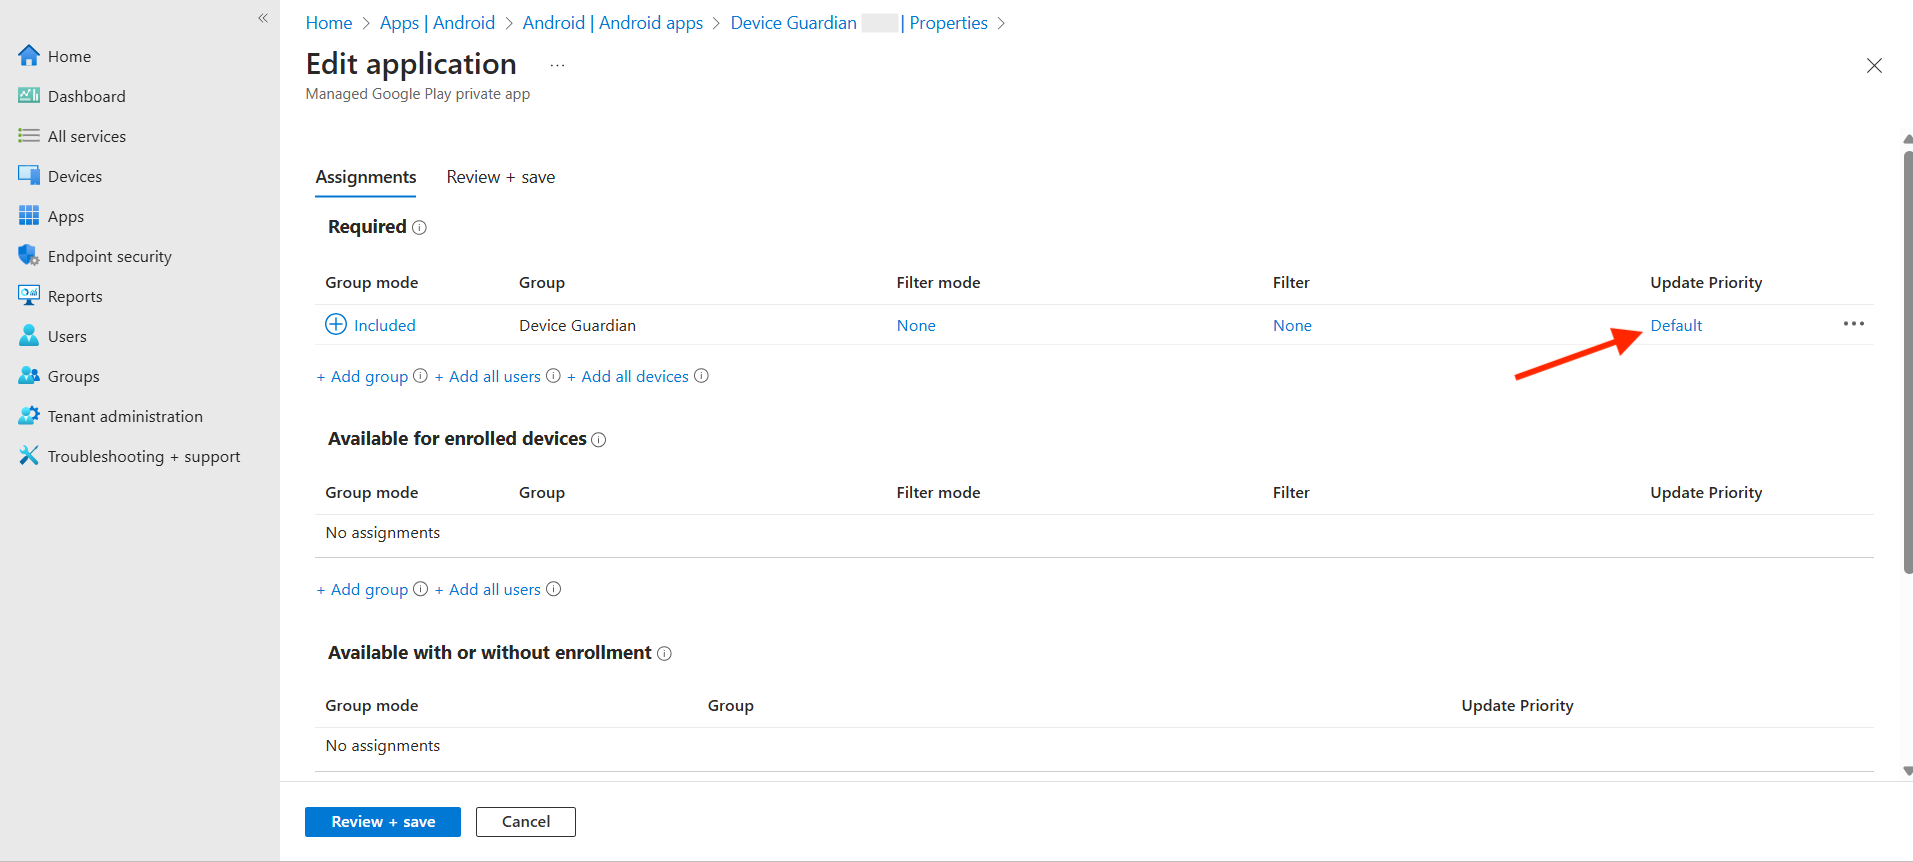 «
Home
Dashboard
All services
Devices
Apps
Endpoint security
Reports
Users
Groups
Tenant administration
Troubleshooting + support
Home > Apps | Android > Android | Android apps > Device Guardian | Properties >
Edit application ...
Managed Google Play private app
Assignments Review + save
Required
Group mode Group Filter mode Filter Update Priority
Included Device Guardian None None Default
+ Add group + Add all users + Add all devices
Available for enrolled devices
Group mode Group Filter mode Filter Update Priority
No assignments
+ Add group + Add all users
Available with or without enrollment
Group mode Group Update Priority
No assignments
Review + save Cancel